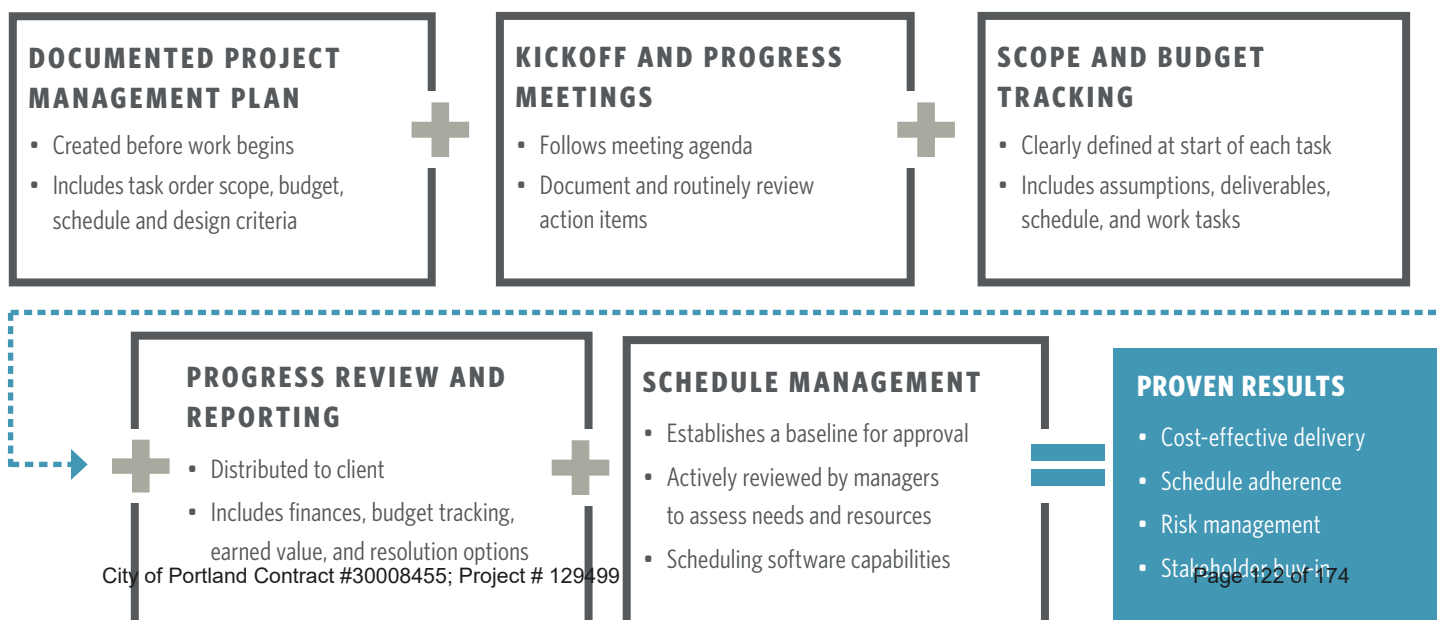 DOCUMENTED PROJECT
MANAGEMENT PLAN
• Created before work begins
• Includes task order scope, budget,
schedule and design criteria
KICKOFF AND PROGRESS
MEETINGS
• Follows meeting agenda
• Document and routinely review
action items
SCOPE AND BUDGET
TRACKING
• Clearly defined at start of each task
• Includes assumptions, deliverables,
schedule, and work tasks
PROGRESS REVIEW AND
REPORTING
• Distributed to client
• Includes finances, budget tracking,
earned value, and resolution options
SCHEDULE MANAGEMENT
• Establishes a baseline for approval
• Actively reviewed by managers
to assess needs and resources
• Scheduling software capabilities
PROVEN RESULTS
• Cost-effective delivery
• Schedule adherence
• Risk management
• Stakeholder buy-in
City of Portland Contract #30008455; Project # 129499
Page 122 of 174